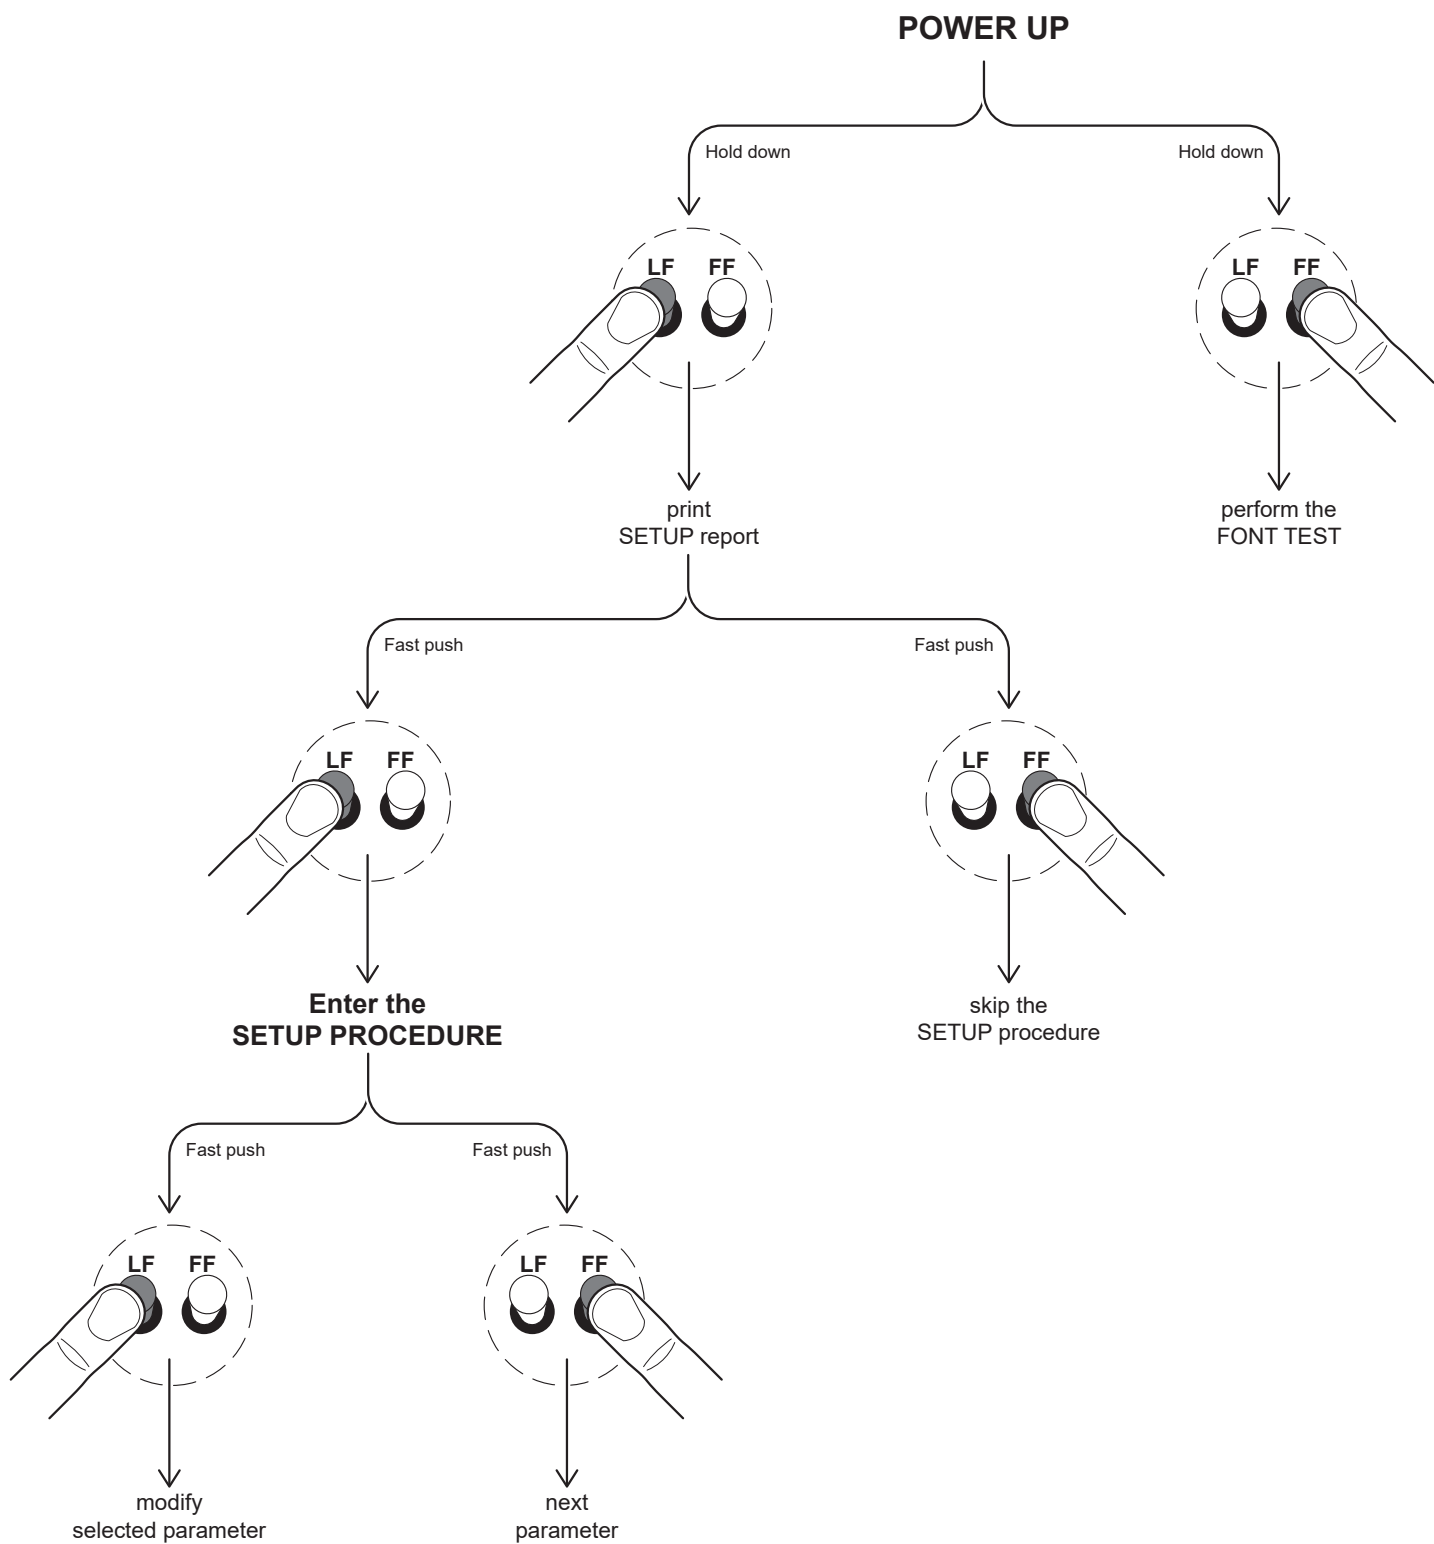 POWER UP
Hold down
Hold down
LF FF
LF FF
print
SETUP report
perform the
FONT TEST
Fast push
Fast push
LF FF
LF FF
Enter the
SETUP PROCEDURE
skip the
SETUP procedure
Fast push
Fast push
LF FF
LF FF
modify
selected parameter
next
parameter